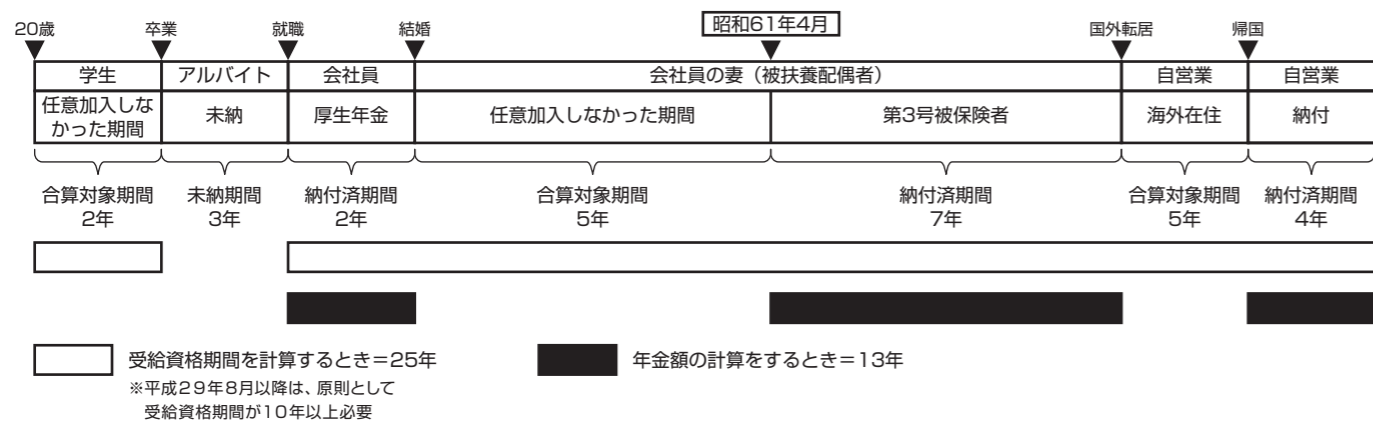 昭和61年4月
20歳 卒業 就職 結婚 国外転居 帰国
学生 アルバイト 会社員 会社員の妻（被扶養配偶者） 自営業 自営業
任意加入しな
かった期間
未納 厚生年金 任意加入しなかった期間 第3号被保険者 海外在住 納付
合算対象期間 未納期間 納付済期間 合算対象期間 納付済期間 合算対象期間 納付済期間
2年 3年 2年 5年 7年 5年 4年
受給資格期間を計算するとき＝25年 年金額の計算をするとき＝13年
※平成29年8月以降は、原則として
受給資格期間が10年以上必要